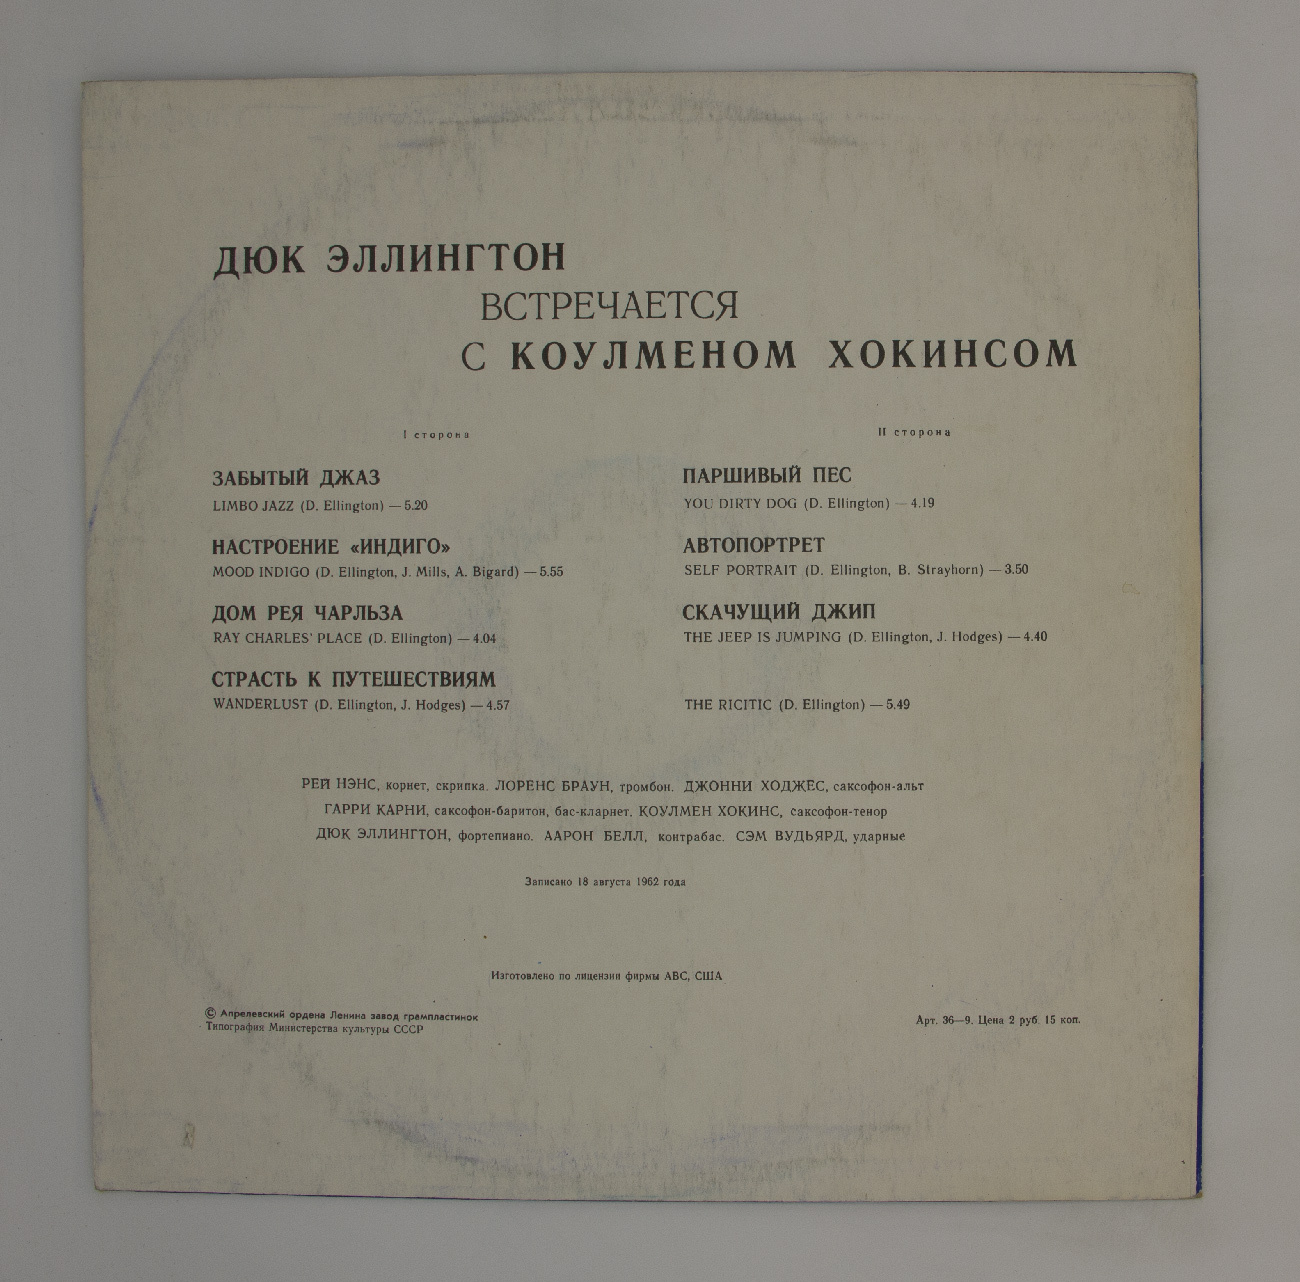 ДЮК ЭЛЛИНГТОН
ВСТРЕЧАЕТСЯ
С КОУЛМЕНОМ ХОКИНСОМ
I сторона
ЗАБЫТЫЙ ДЖАЗ
LIMBO JAZZ (D. Ellington) — 5.20
НАСТРОЕНИЕ «ИНДИГО»
MOOD INDIGO (D. Ellington, J. Mills, A. Bigard) — 5.55
ДОМ РЕЯ ЧАРЛЬЗА
RAY CHARLES' PLACE (D. Ellington) — 4.04
СТРАСТЬ К ПУТЕШЕСТВИЯМ
WANDERLUST (D. Ellington, J. Hodges) — 4.57
II сторона
ПАРШИВЫЙ ПЕС
YOU DIRTY DOG (D. Ellington) — 4.19
АВТОПОРТРЕТ
SELF PORTRAIT (D. Ellington, B. Strayhorn) — 3.50
СКАЧУЩИЙ ДЖИП
THE JEEP IS JUMPING (D. Ellington, J. Hodges) — 4.40
THE RICITIC (D. Ellington) — 5.49
РЕЙ НЭНС, корнет, скрипка. ЛОРЕНС БРАУН, тромбон. ДЖОННИ ХОДЖЕС, саксофон-альт
ГАРРИ КАРНИ, саксофон-баритон, бас-кларнет. КОУЛМЕН ХОКИНС, саксофон-тенор
ДЮК ЭЛЛИНГТОН, фортепиано. ААРОН БЕЛЛ, контрабас. СЭМ ВУДЬЯРД, ударные
Записано 18 августа 1962 года
Изготовлено по лицензии фирмы ABC, США
© Апрелевский ордена Ленина завод грампластинок
Типография Министерства культуры СССР
Арт. 36—9. Цена 2 руб. 15 коп.